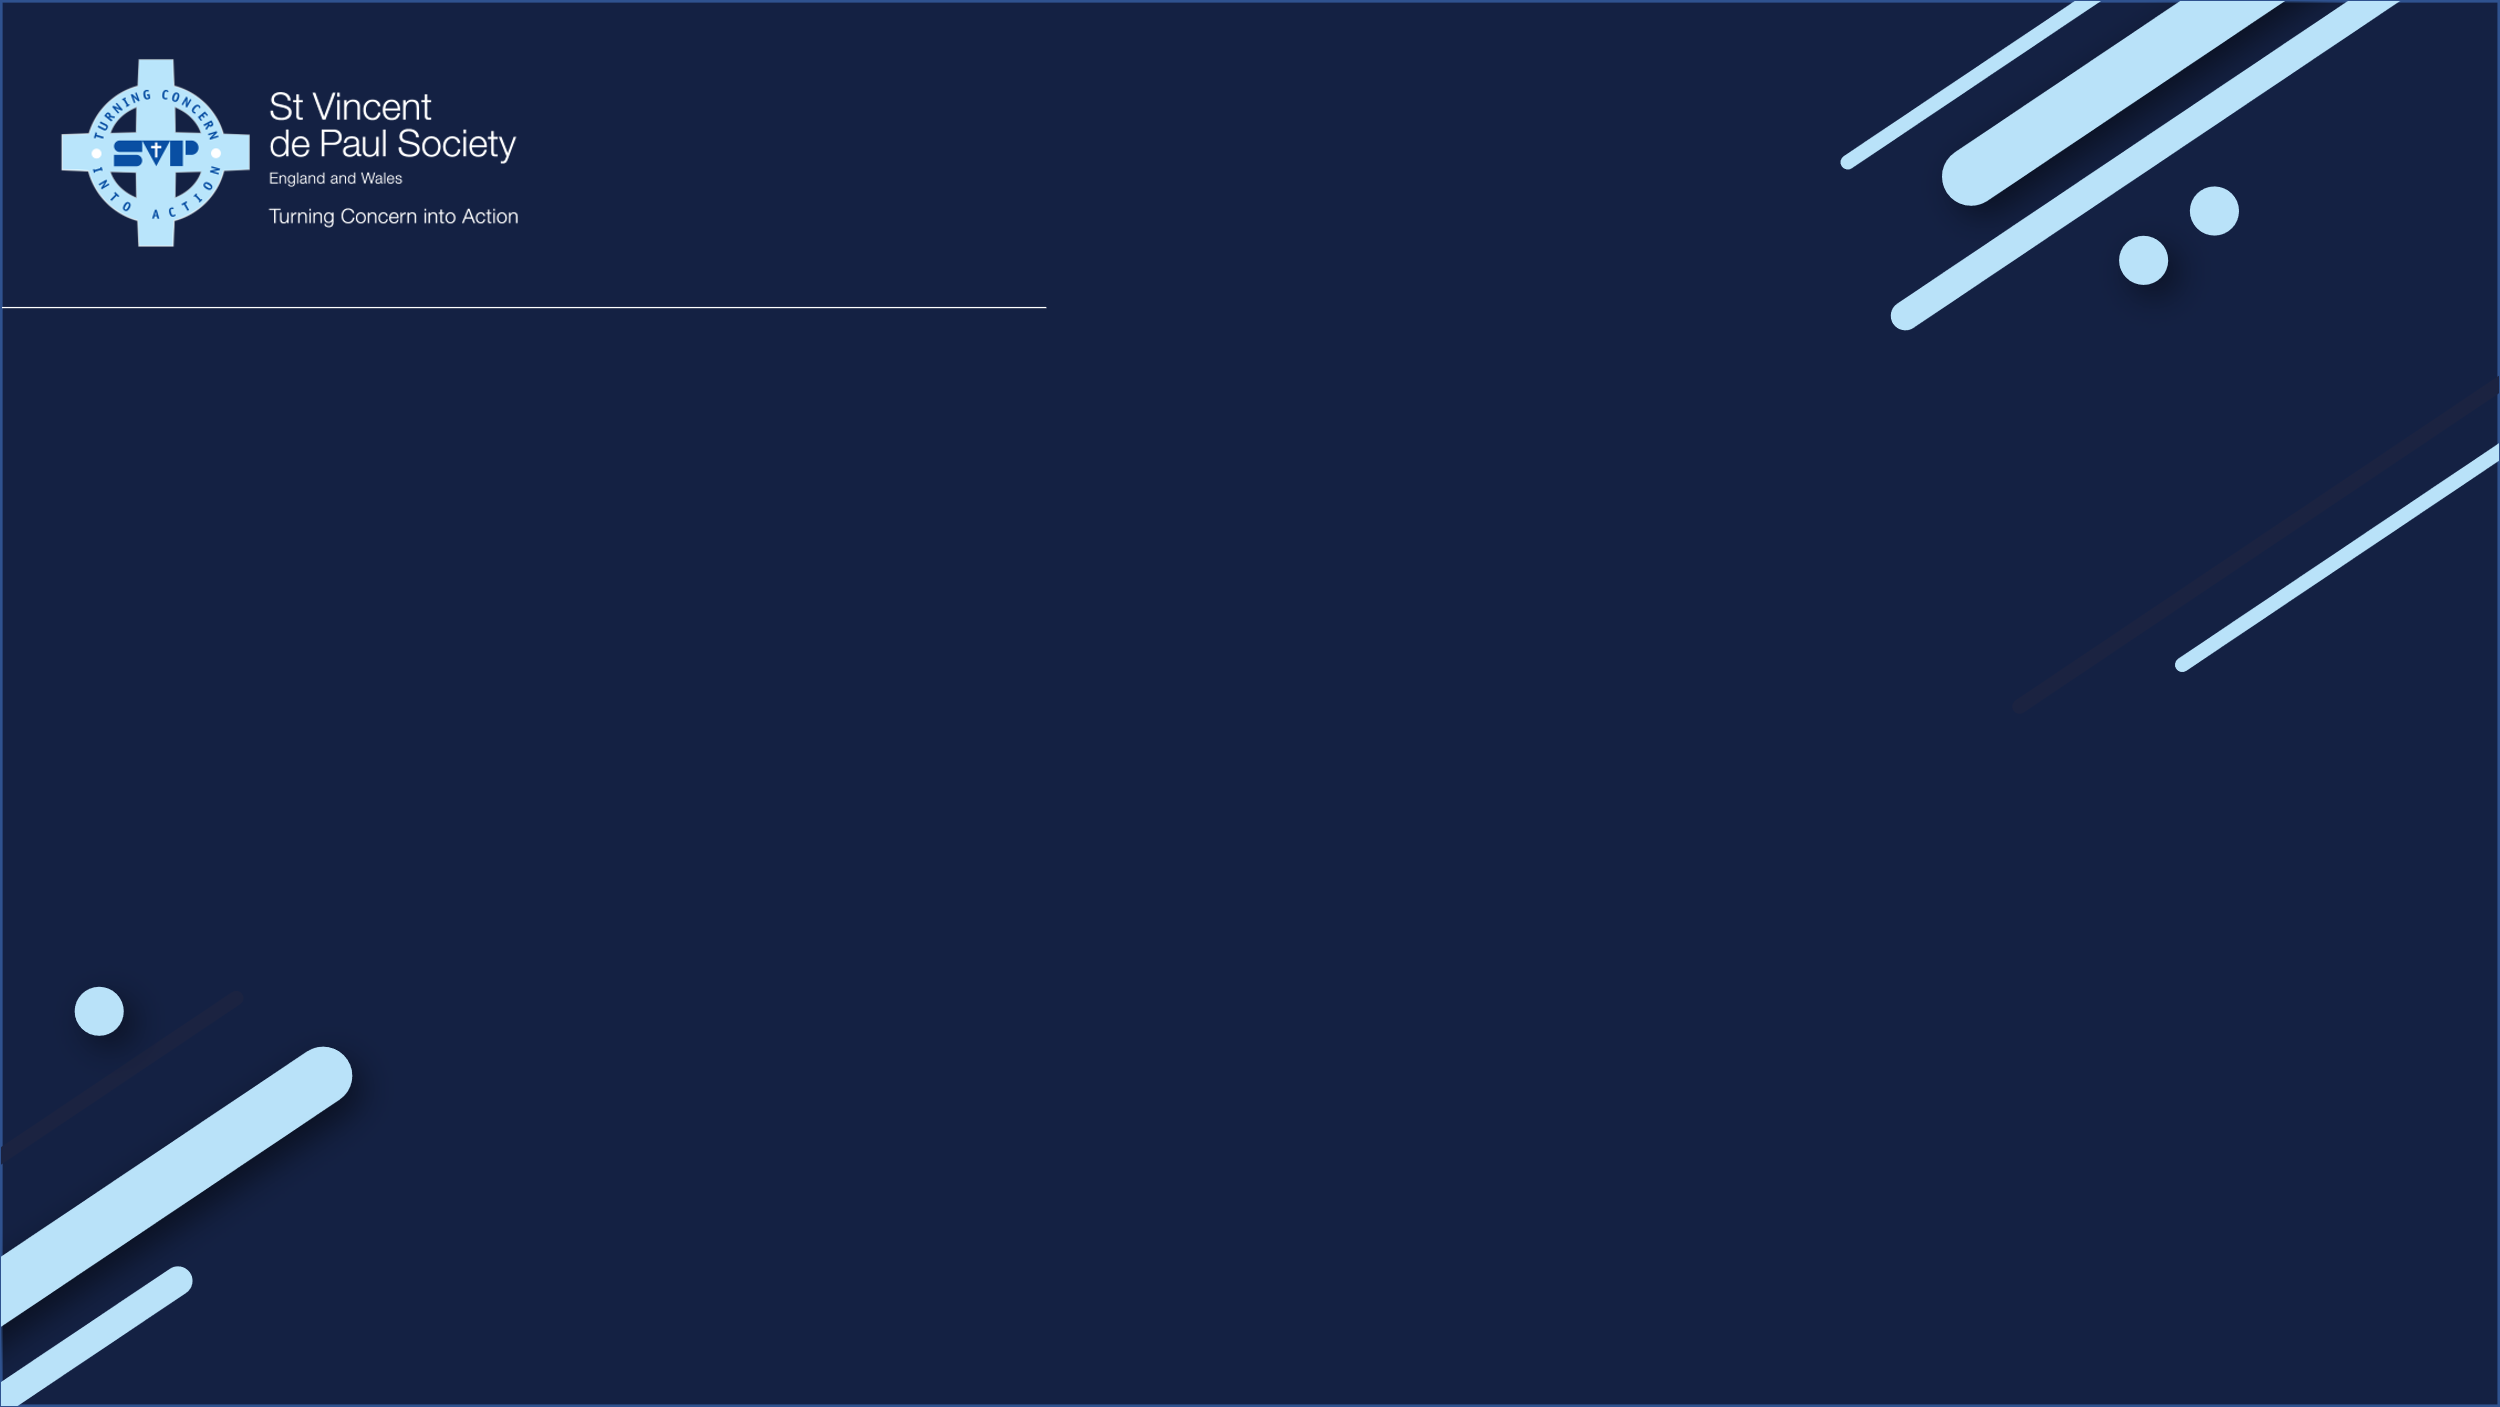 TURNING CONCERN
SVP
INTO ACTION
St Vincent
de Paul Society
England and Wales
Turning Concern into Action